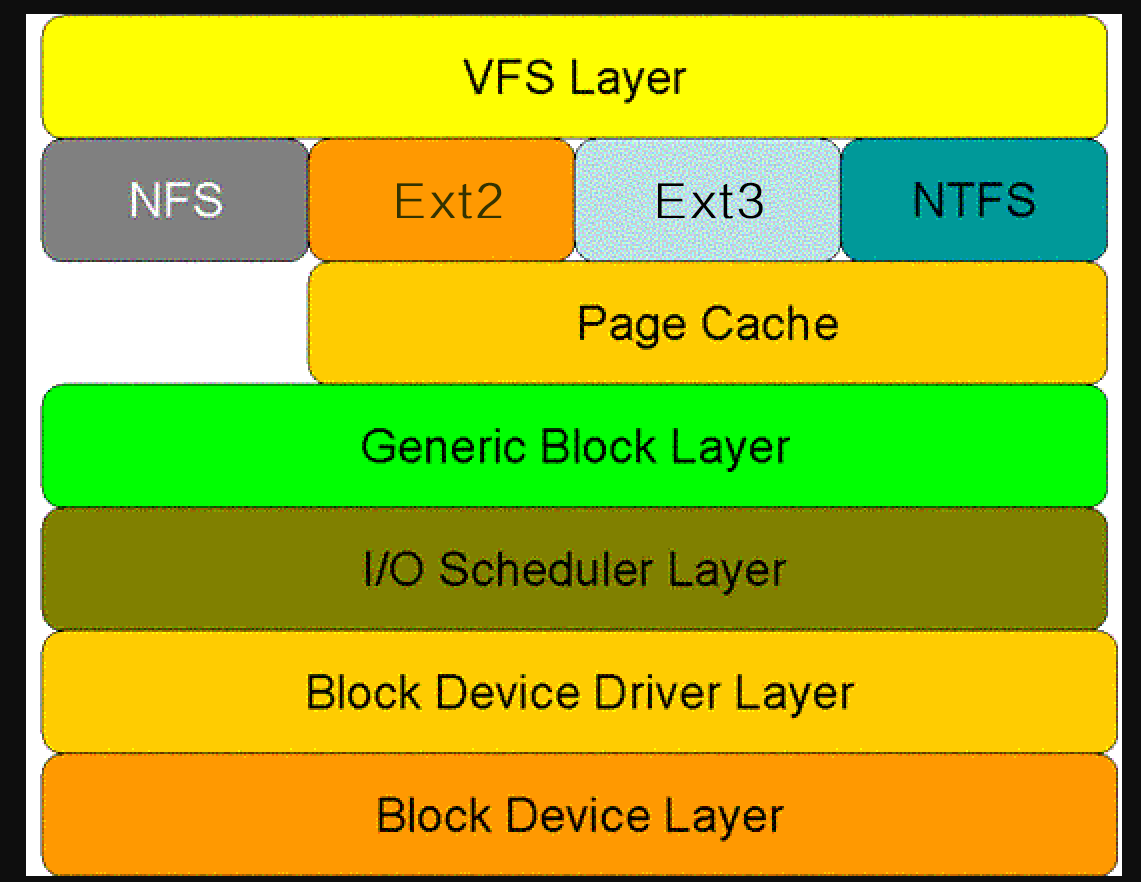 VFS Layer
NFS
Ext2
Ext3
NTFS
Page Cache
Generic Block Layer
I/O Scheduler Layer
Block Device Driver Layer
Block Device Layer